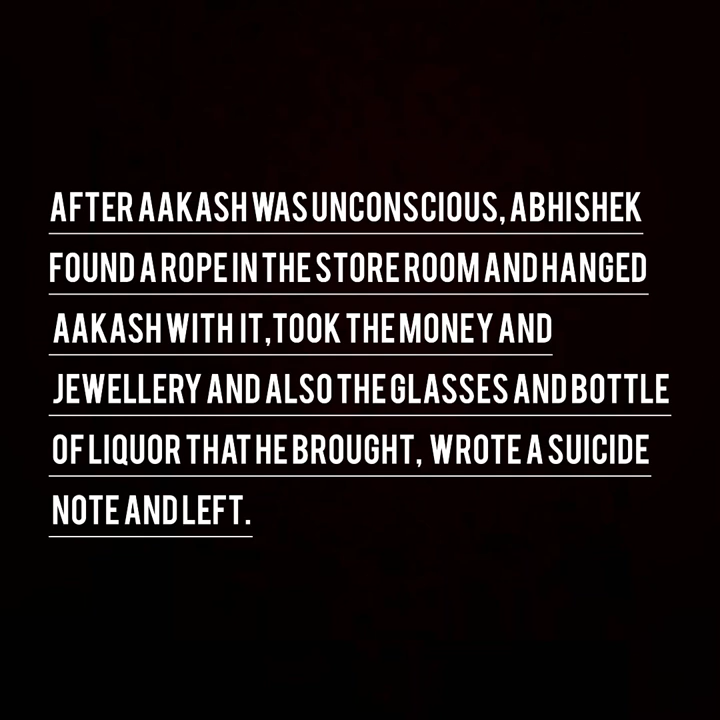 AFTER AAKASH WAS UNCONSCIOUS, ABHISHEK
FOUND A ROPE IN THE STORE ROOM AND HANGED
AAKASH WITH IT, TOOK THE MONEY AND
JEWELLERY AND ALSO THE GLASSES AND BOTTLE
OF LIQUOR THAT HE BROUGHT, WROTE A SUICIDE
NOTE AND LEFT.